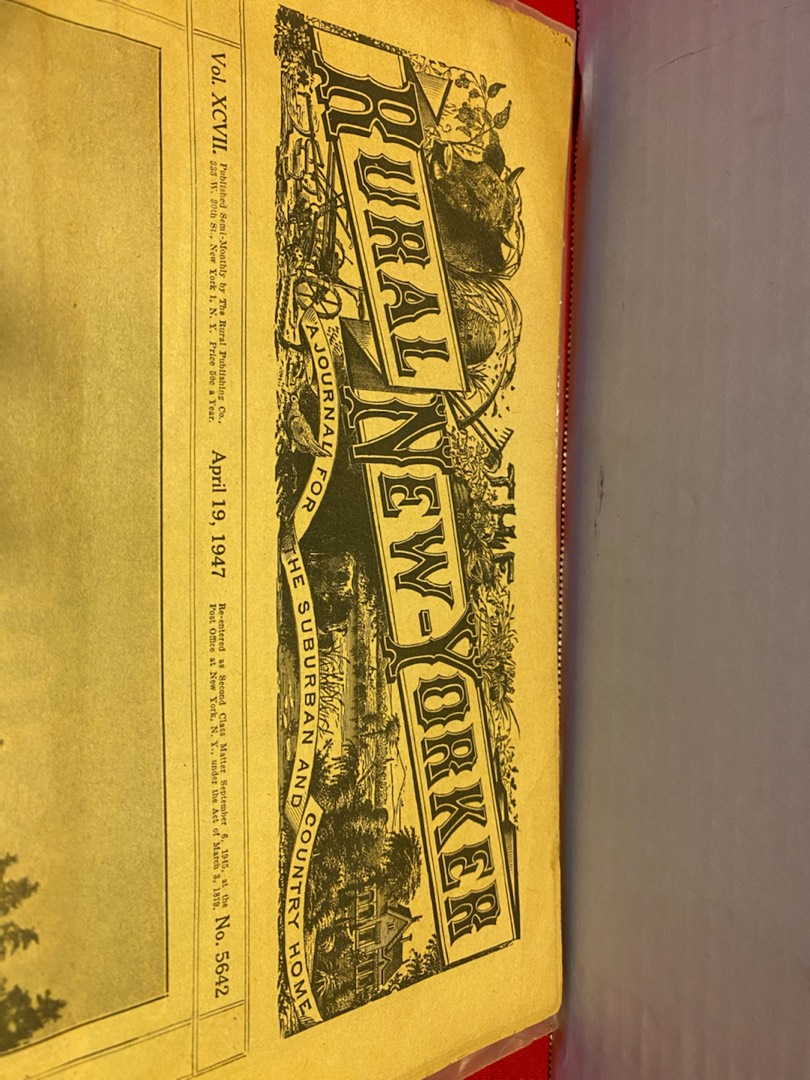 THE
RURAL NEW-YORKER
A JOURNAL FOR THE SUBURBAN AND COUNTRY HOME
Vol. XCVII. Published Semi-Monthly by The Rural Publishing Co.,
333 W. 30th St., New York 1, N. Y. Price 50c a Year.
April 19, 1947
Re-entered as Second Class Matter September 6, 1945, at the
Post Office at New York, N. Y., under the Act of March 3, 1879.
No. 5642